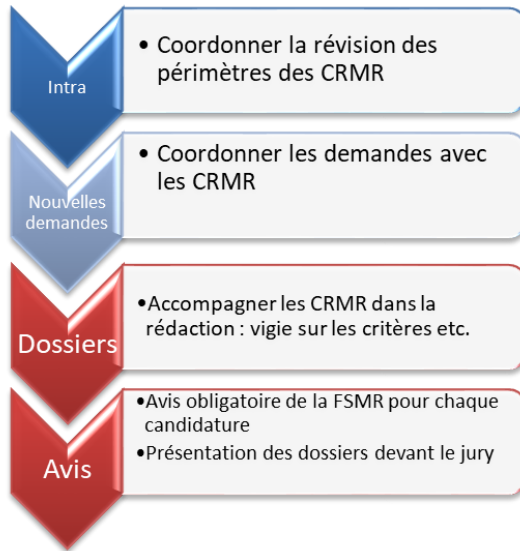 Intra
• Coordonner la révision des
périmètres des CRMR
Nouvelles
demandes
• Coordonner les demandes avec
les CRMR
Dossiers
•Accompagner les CRMR dans la
rédaction : vigie sur les critères etc.
Avis
•Avis obligatoire de la FSMR pour chaque
candidature
•Présentation des dossiers devant le jury